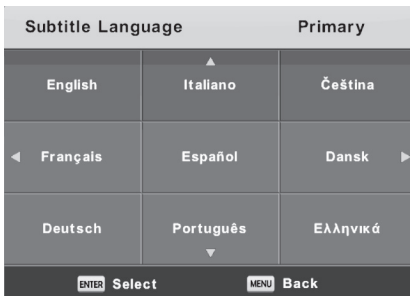 Subtitle Language Primary
English Italiano Čeština
Français Español Dansk
Deutsch Português Ελληνικά
ENTER Select MENU Back